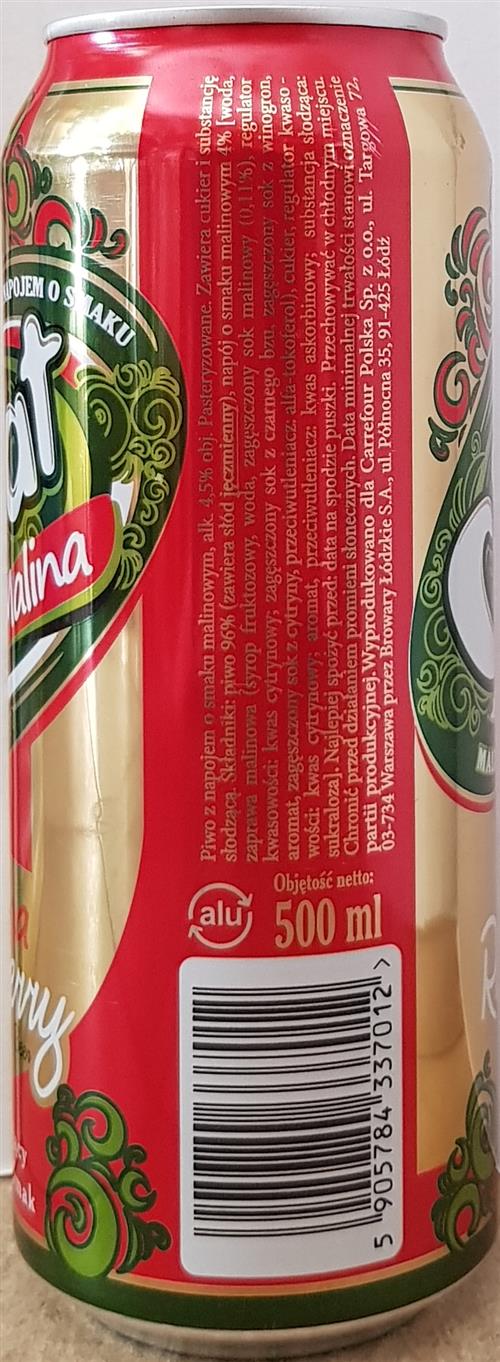 NAPOJEM O SMAKU
at
Malina
Piwo z napojem o smaku malinowym, alk. 4,5% obj. Pasteryzowane. Zawiera cukier i substancję
słodzącą. Składniki: piwo 96% (zawiera słód jęczmienny), napój o smaku malinowym 4% [woda,
zaprawa malinowa (syrop fruktozowy, woda, zagęszczony sok malinowy (0,11%), regulator
kwasowości: kwas cytrynowy; zagęszczony sok z czarnego bzu, zagęszczony sok z winogron,
aromat, zagęszczony sok z cytryny, przeciwutleniacz: alfa-tokoferol), cukier, regulator kwaso-
wości: kwas cytrynowy; aromat, przeciwutleniacz: kwas askorbinowy; substancja słodząca:
sukraloza]. Najlepiej spożyć przed: data na spodzie puszki. Przechowywać w chłodnym miejscu.
Chronić przed działaniem promieni słonecznych. Data minimalnej trwałości stanowi oznaczenie
partii produkcyjnej. Wyprodukowano dla Carrefour Polska Sp. z o.o., ul. Targowa 72,
03-734 Warszawa przez Browary Łódzkie S.A., ul. Północna 35, 91-425 Łódź
alu
Objętość netto:
500 ml
5 905784 337012 >